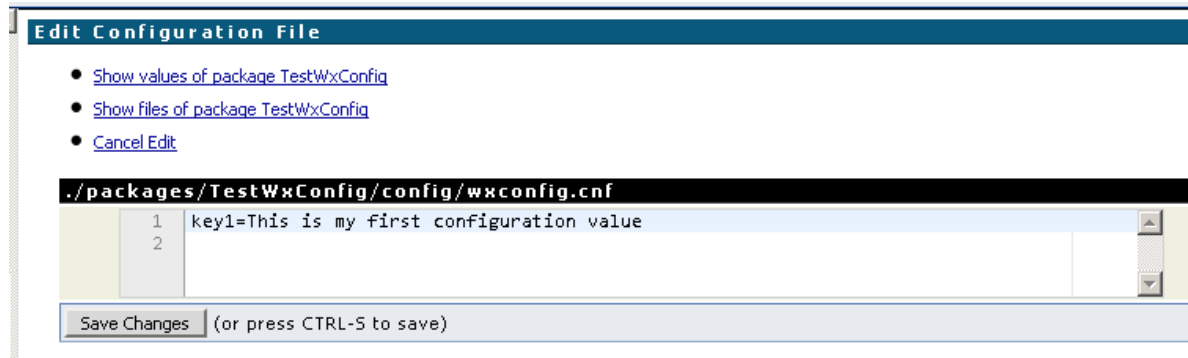 Edit Configuration File
Show values of package TestWxConfig
Show files of package TestWxConfig
Cancel Edit
./packages/TestWxConfig/config/wxconfig.cnf
1 key1=This is my first configuration value
2
Save Changes (or press CTRL-S to save)